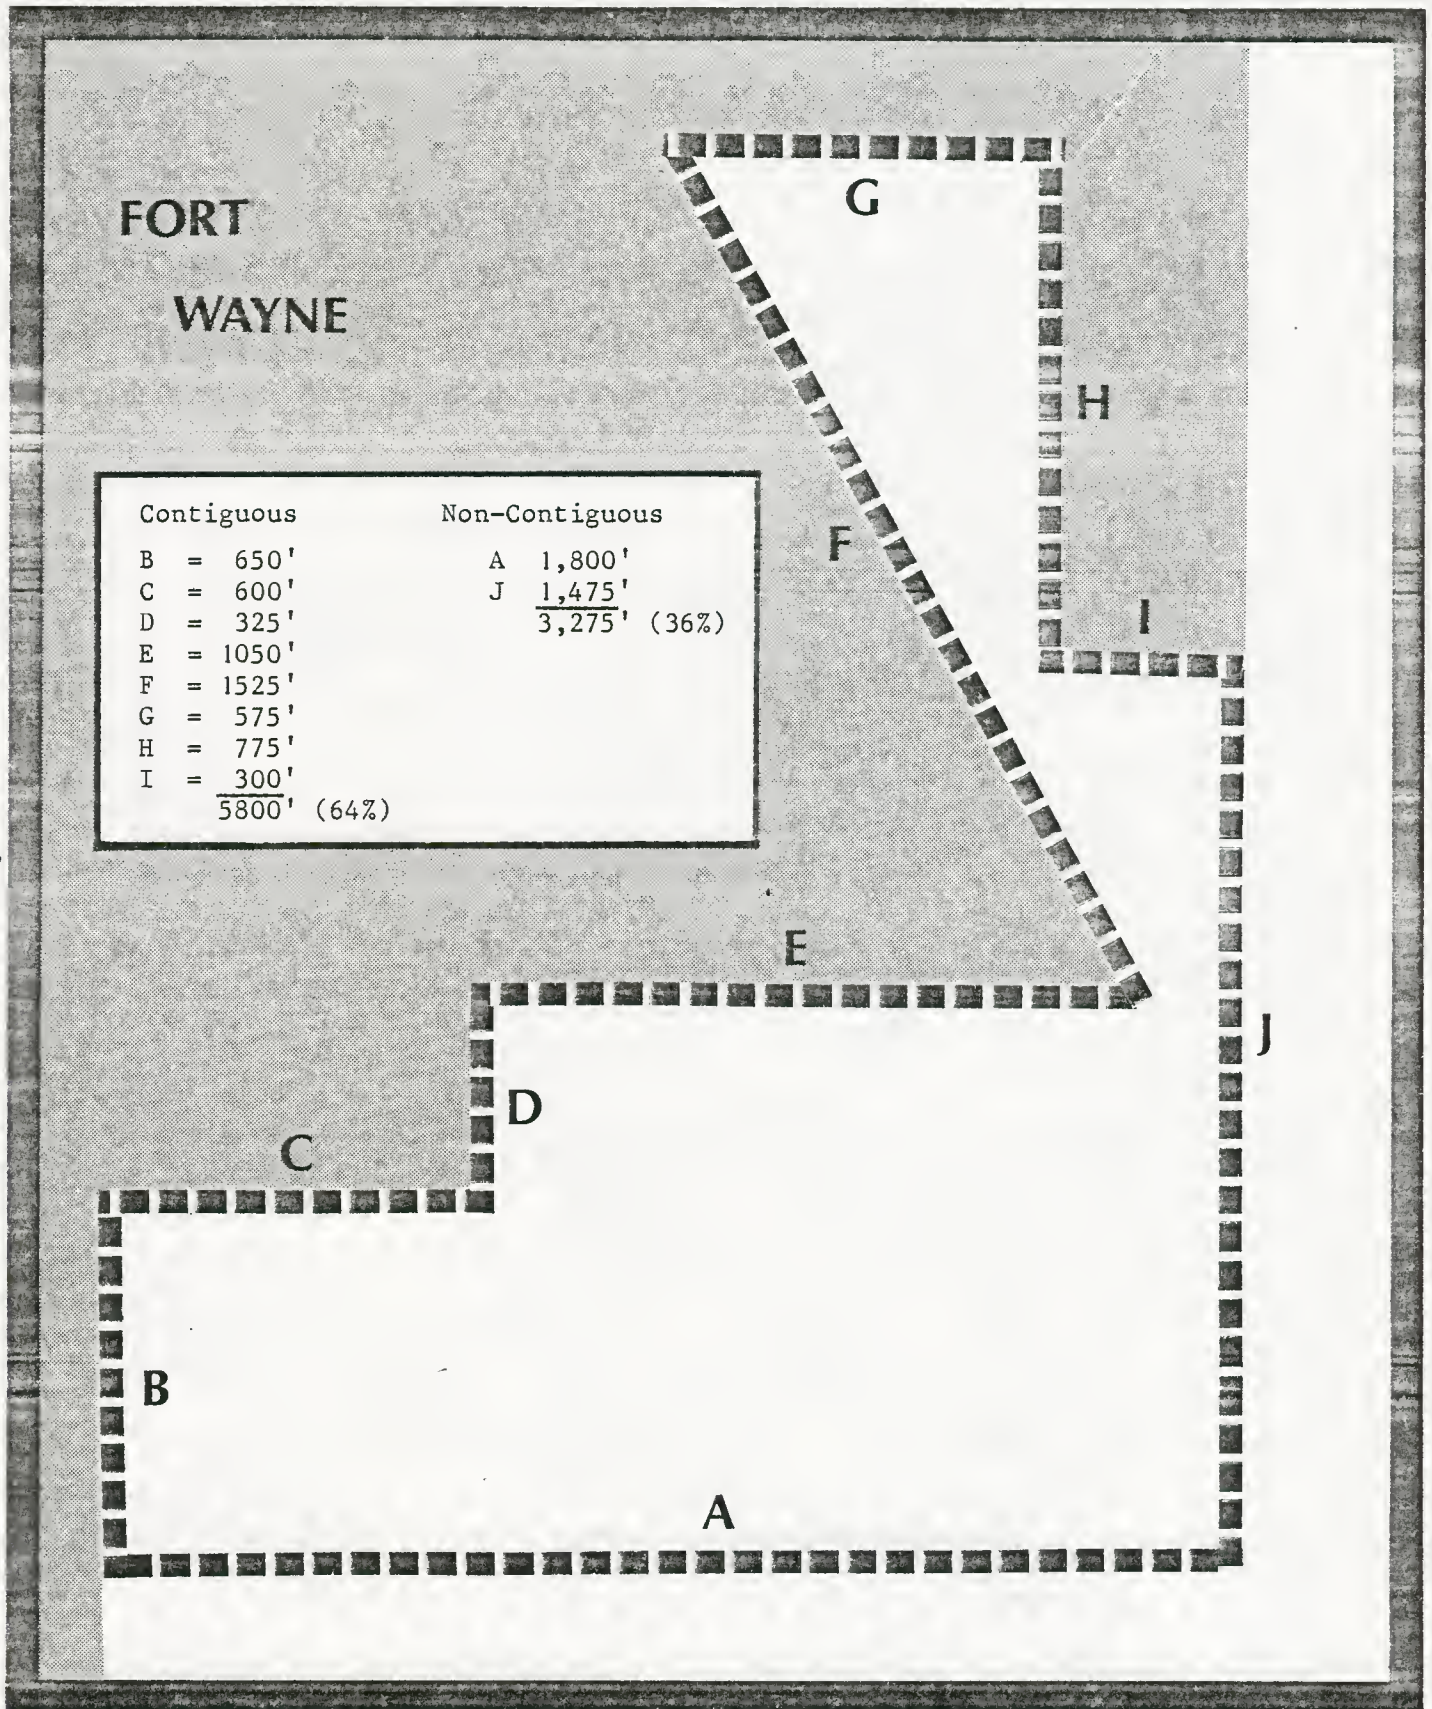 FORT
WAYNE
G
H
F
I
Contiguous Non-Contiguous
B = 650' A 1,800'
C = 600' J 1,475'
D = 325' 3,275' (36%)
E = 1050'
F = 1525'
G = 575'
H = 775'
I = 300'
5800' (64%)
E
J
D
C
B
A